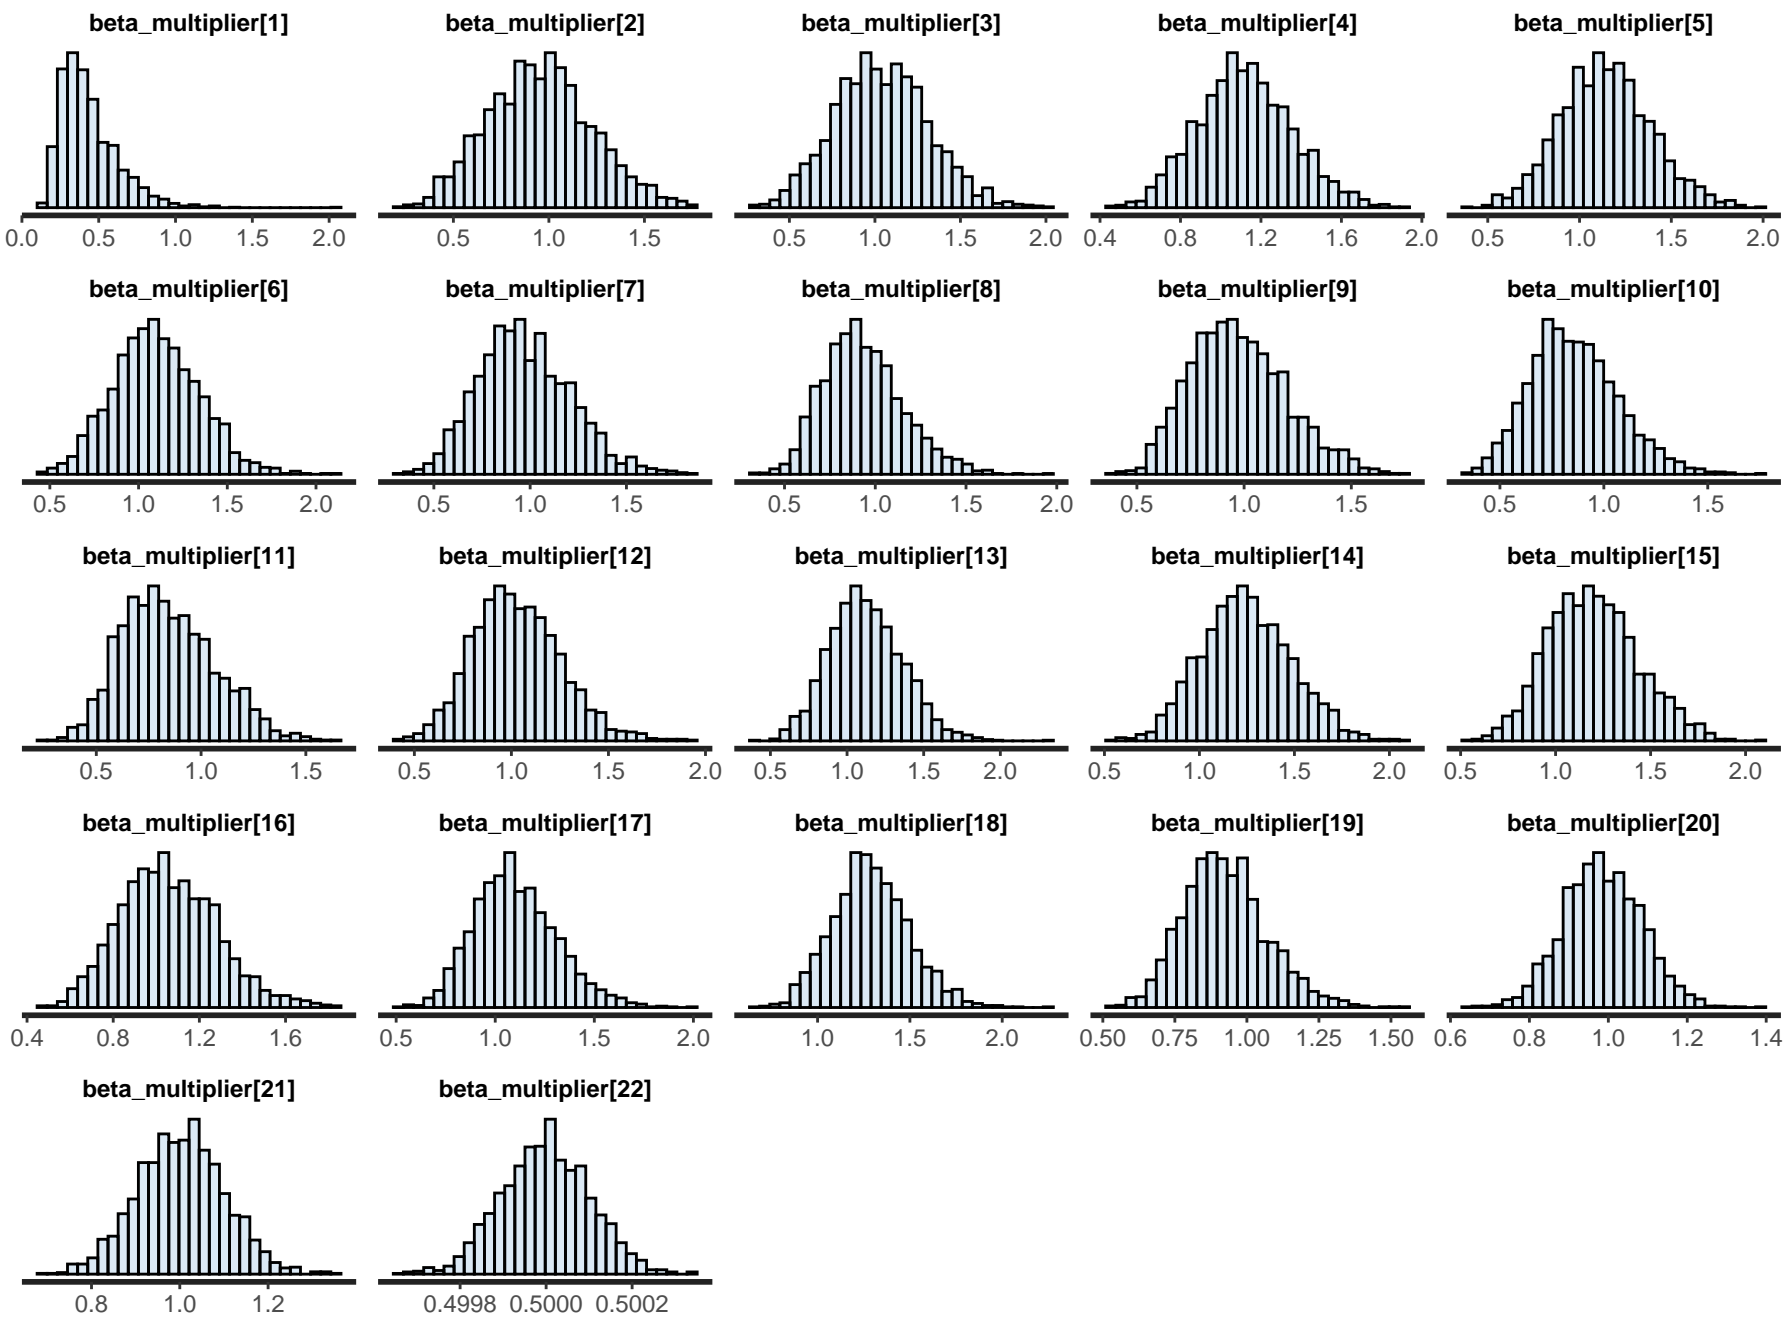 beta_multiplier[1] beta_multiplier[2] beta_multiplier[3] beta_multiplier[4] beta_multiplier[5]
0.0 0.5 1.0 1.5 2.0 0.5 1.0 1.5 0.5 1.0 1.5 2.0 0.4 0.8 1.2 1.6 2.0 0.5 1.0 1.5 2.0
beta_multiplier[6] beta_multiplier[7] beta_multiplier[8] beta_multiplier[9] beta_multiplier[10]
0.5 1.0 1.5 2.0 0.5 1.0 1.5 0.5 1.0 1.5 2.0 0.5 1.0 1.5 0.5 1.0 1.5
beta_multiplier[11] beta_multiplier[12] beta_multiplier[13] beta_multiplier[14] beta_multiplier[15]
0.5 1.0 1.5 0.5 1.0 1.5 2.0 0.5 1.0 1.5 2.0 0.5 1.0 1.5 2.0 0.5 1.0 1.5 2.0
beta_multiplier[16] beta_multiplier[17] beta_multiplier[18] beta_multiplier[19] beta_multiplier[20]
0.4 0.8 1.2 1.6 0.5 1.0 1.5 2.0 1.0 1.5 2.0 0.50 0.75 1.00 1.25 1.50 0.6 0.8 1.0 1.2 1.4
beta_multiplier[21] beta_multiplier[22]
0.8 1.0 1.2 0.4998 0.5000 0.5002